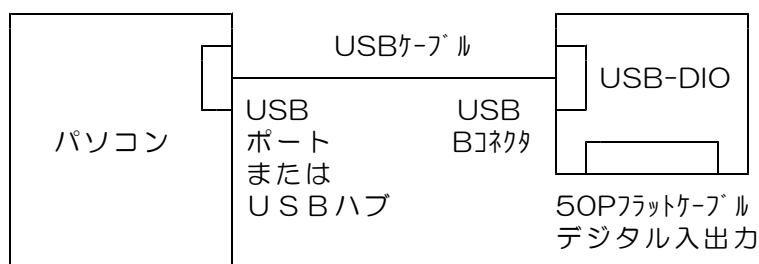 USBｹｰﾌﾞﾙ
USB-DIO
パソコン
USB
ポート
または
ＵＳＢハブ
USB
Bｺﾈｸﾀ
50Pﾌﾗｯﾄｹｰﾌﾞﾙ
デジタル入出力